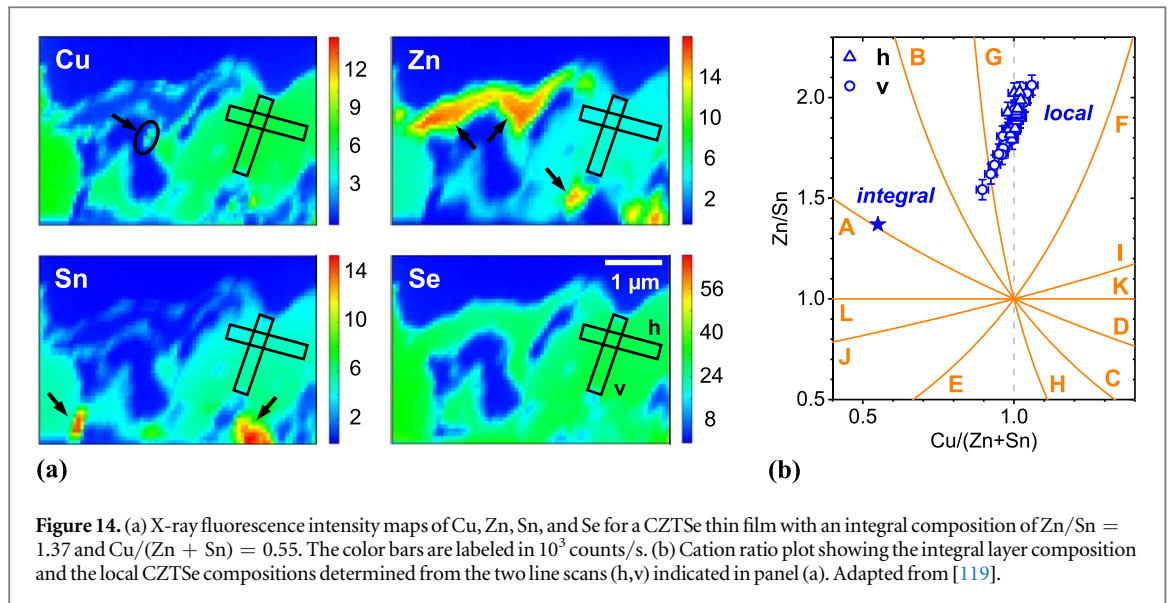 Cu
12
9
6
3
Zn
14
10
6
2
Sn
14
10
6
2
Se
1 µm
h
v
56
40
24
8
(a)
h
v
B
G
local
F
integral
A
I
K
L
D
J
E
H
C
2.0
1.5
1.0
0.5
Zn/Sn
0.5
1.0
Cu/(Zn+Sn)
(b)
Figure 14. (a) X-ray fluorescence intensity maps of Cu, Zn, Sn, and Se for a CZTSe thin film with an integral composition of Zn/Sn =
1.37 and Cu/(Zn + Sn) = 0.55. The color bars are labeled in 10³ counts/s. (b) Cation ratio plot showing the integral layer composition
and the local CZTSe compositions determined from the two line scans (h,v) indicated in panel (a). Adapted from [119].